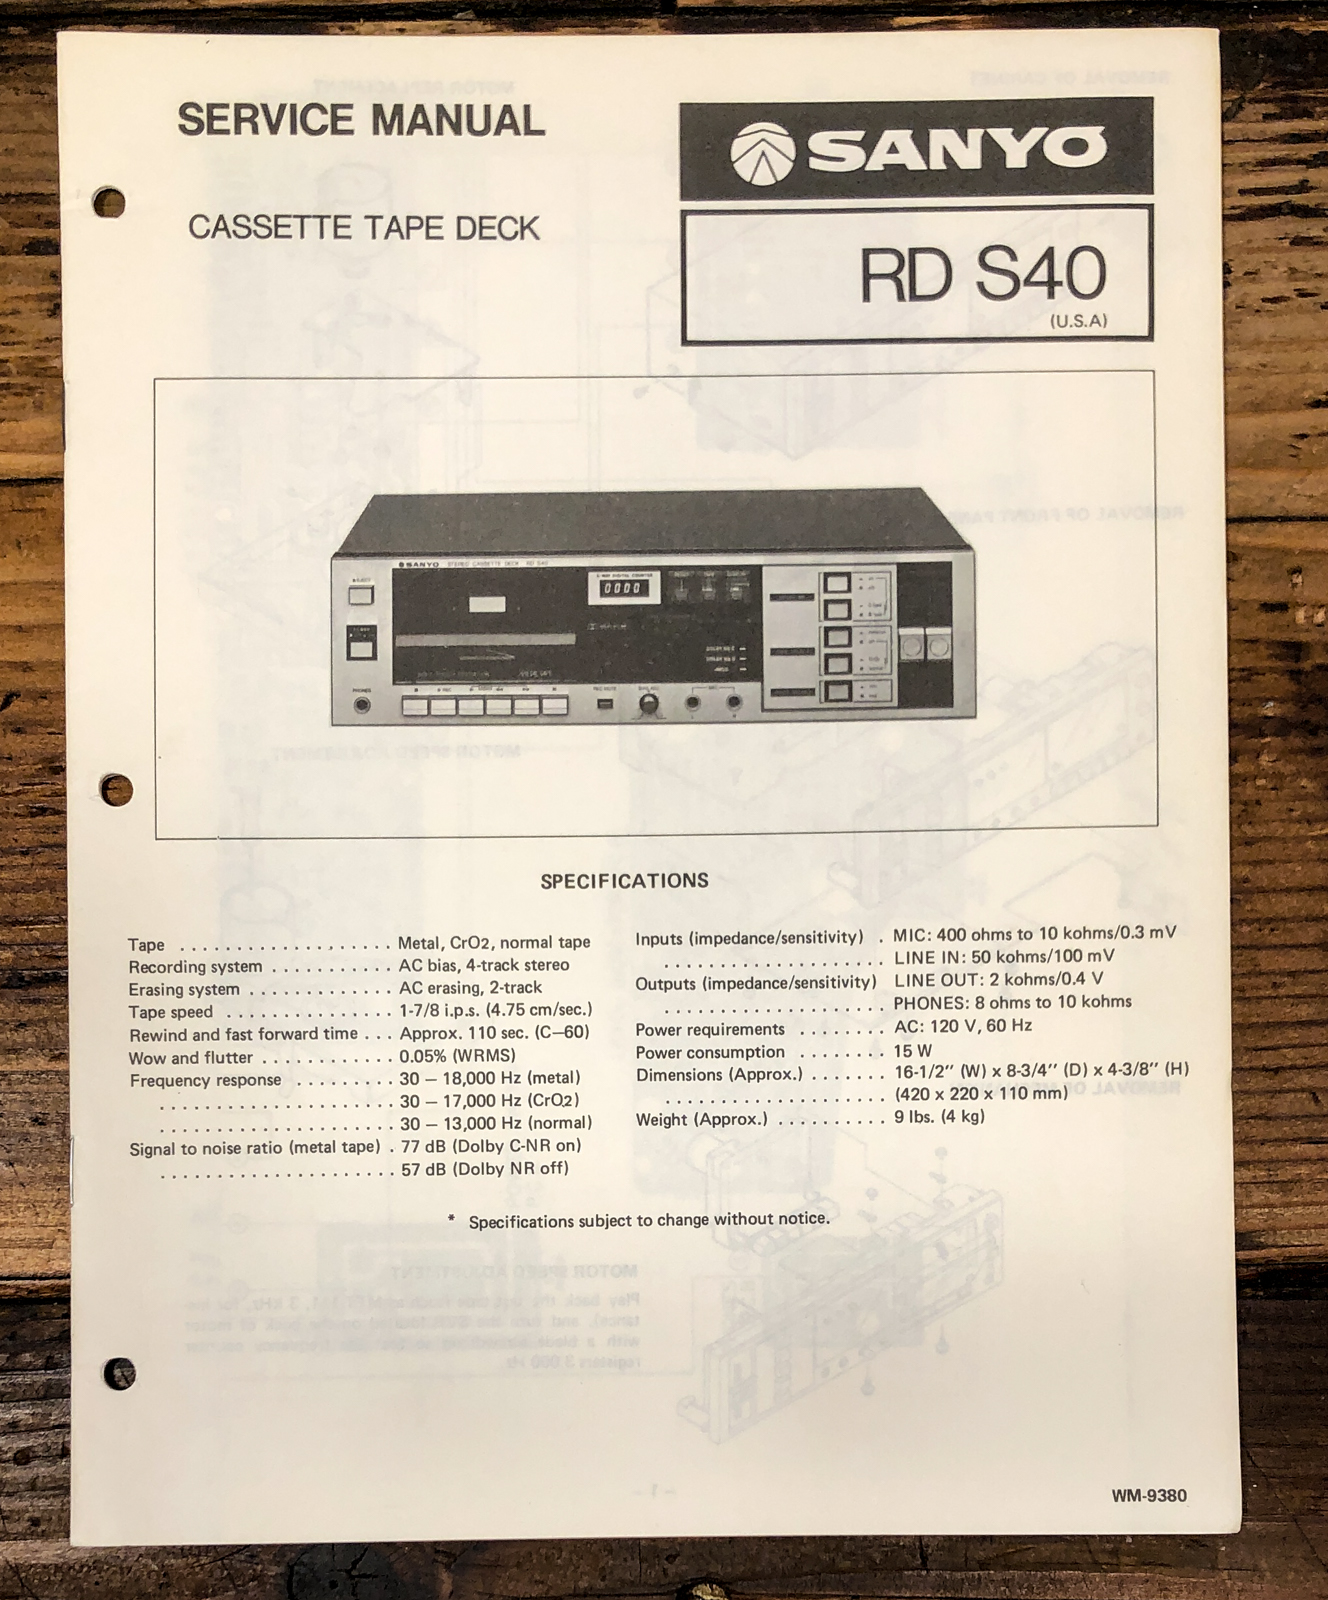 SERVICE MANUAL
CASSETTE TAPE DECK
SANYO
RD S40
(U.S.A)
SANYO STEREO CASSETTE DECK RD S40
0000
PHONES
SPECIFICATIONS
Tape . . . . . . . . . . . . . . . . . . . Metal, CrO2, normal tape
Recording system . . . . . . . . . . . AC bias, 4-track stereo
Erasing system . . . . . . . . . . . . . AC erasing, 2-track
Tape speed . . . . . . . . . . . . . . . 1-7/8 i.p.s. (4.75 cm/sec.)
Rewind and fast forward time . . . Approx. 110 sec. (C–60)
Wow and flutter . . . . . . . . . . . . 0.05% (WRMS)
Frequency response . . . . . . . . . 30 – 18,000 Hz (metal)
. . . . . . . . . . . . . . . . . . . . . 30 – 17,000 Hz (CrO2)
. . . . . . . . . . . . . . . . . . . . . 30 – 13,000 Hz (normal)
Signal to noise ratio (metal tape) . 77 dB (Dolby C-NR on)
. . . . . . . . . . . . . . . . . . . . . 57 dB (Dolby NR off)
Inputs (impedance/sensitivity) . MIC: 400 ohms to 10 kohms/0.3 mV
. . . . . . . . . . . . . . . . . . . . LINE IN: 50 kohms/100 mV
Outputs (impedance/sensitivity) LINE OUT: 2 kohms/0.4 V
. . . . . . . . . . . . . . . . . . . . PHONES: 8 ohms to 10 kohms
Power requirements . . . . . . . . AC: 120 V, 60 Hz
Power consumption . . . . . . . . 15 W
Dimensions (Approx.) . . . . . . . 16-1/2″ (W) x 8-3/4″ (D) x 4-3/8″ (H)
. . . . . . . . . . . . . . . . . . . . (420 x 220 x 110 mm)
Weight (Approx.) . . . . . . . . . . 9 lbs. (4 kg)
* Specifications subject to change without notice.
WM-9380